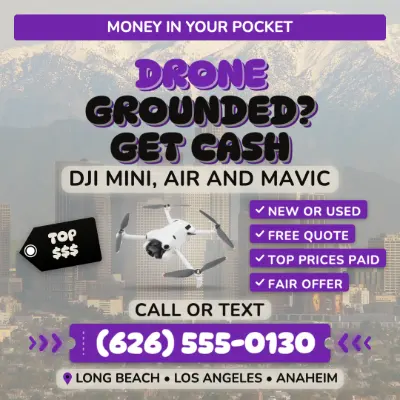 MONEY IN YOUR POCKET
DRONE
GROUNDED?
GET CASH
DJI MINI, AIR AND MAVIC
TOP
$$$
NEW OR USED
FREE QUOTE
TOP PRICES PAID
FAIR OFFER
CALL OR TEXT
(626) 555-0130
LONG BEACH • LOS ANGELES • ANAHEIM